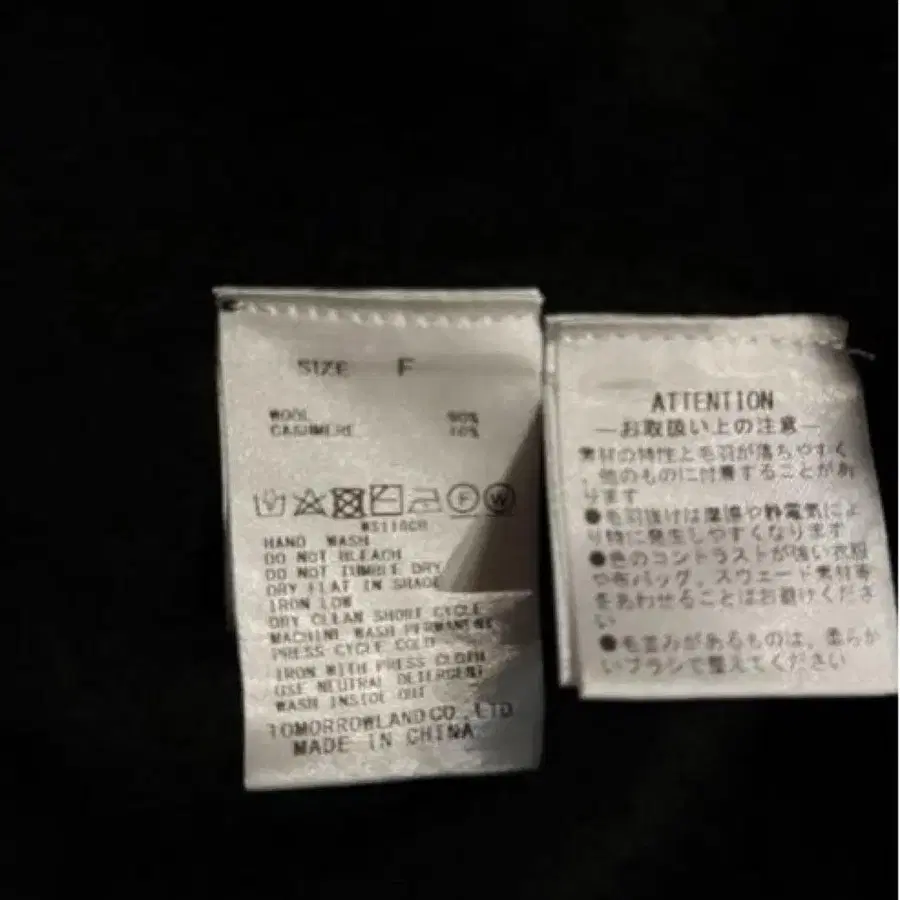 SIZE F
WOOL 90%
CASHMERE 10%
F W
WS110CH
HAND WASH
DO NOT BLEACH
DO NOT TUMBLE DRY
DRY FLAT IN SHADE
IRON LOW
DRY CLEAN SHORT CYCLE
MACHINE WASH PERMANENT
PRESS CYCLE COLD
IRON WITH PRESS CLOTH
USE NEUTRAL DETERGENT
WASH INSIDE OUT
TOMORROWLAND CO.,LTD
MADE IN CHINA
ATTENTION
―お取扱い上の注意―
素材の特性上毛羽が落ちやすく
、他のものに付着することがあ
ります
●毛羽抜けは摩擦や静電気によ
り特に発生しやすくなります
●色のコントラストが強い衣服
や布バッグ、スウェード素材等
をあわせることはお避けくださ
い
●毛並みがあるものは、柔らか
いブラシで整えてください